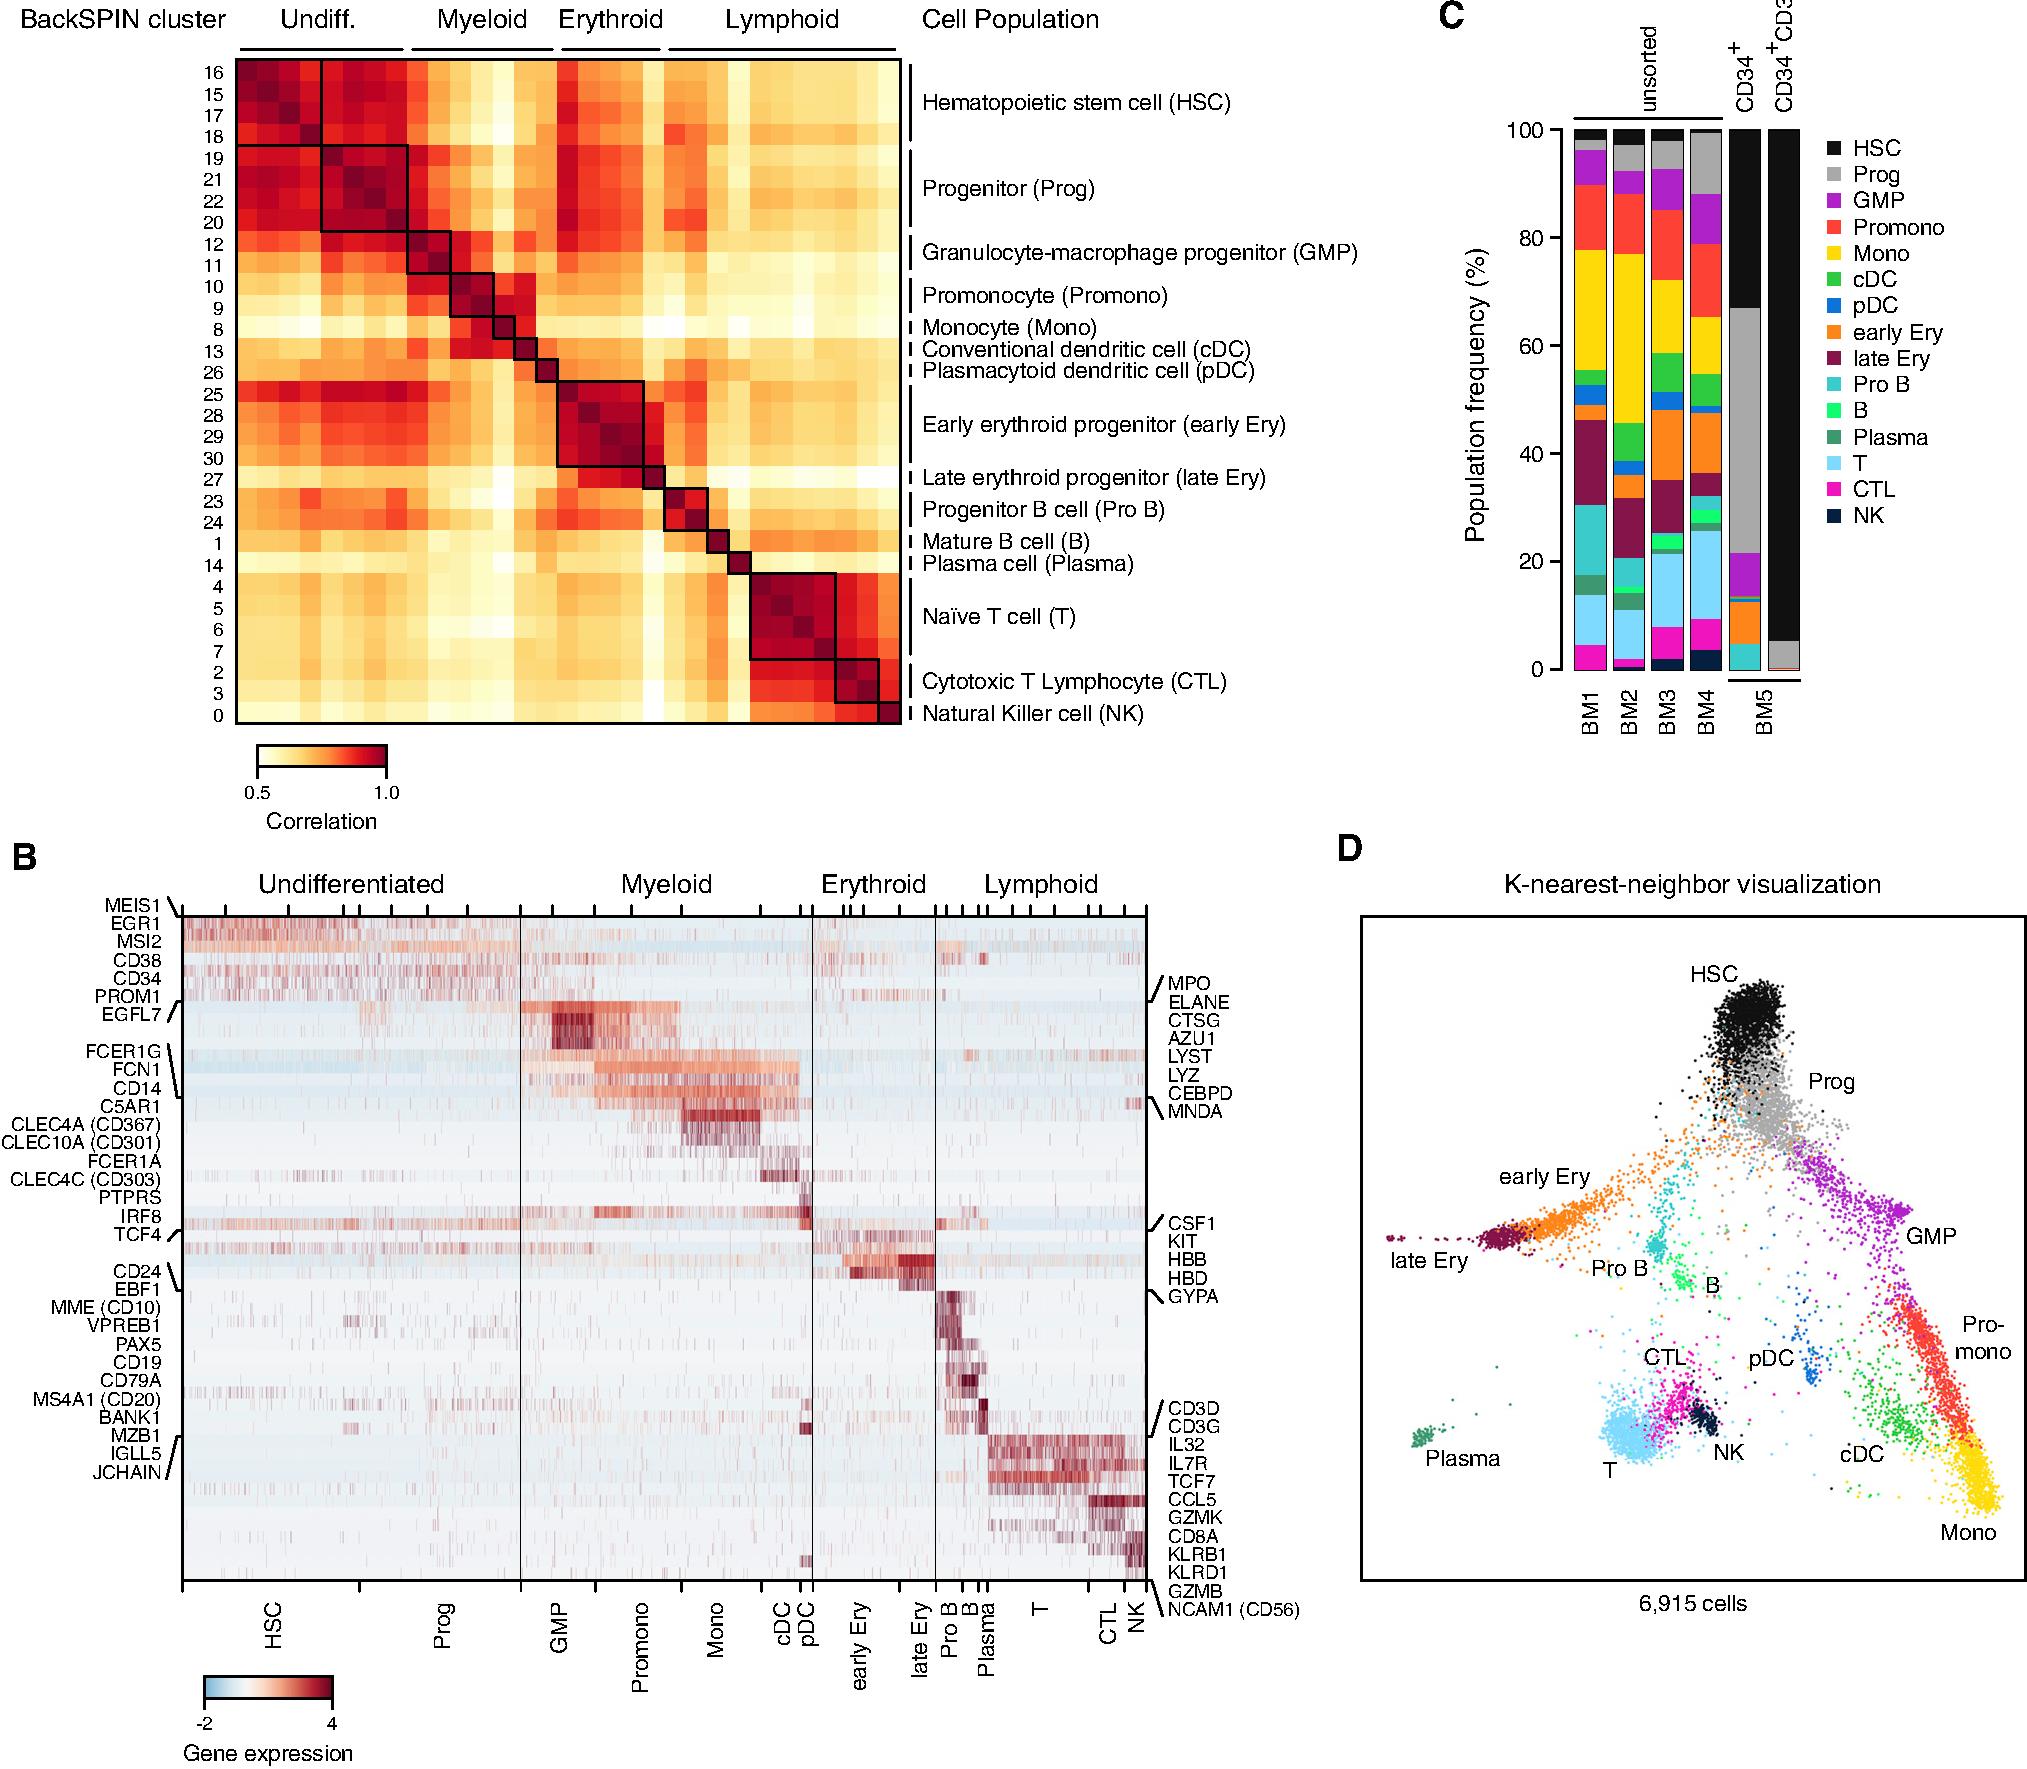 BackSPIN cluster Undiff. Myeloid Erythroid Lymphoid Cell Population
16
15
17
18
19
21
22
20
12
11
10
9
8
13
26
25
28
29
30
27
23
24
1
14
4
5
6
7
2
3
0
Hematopoietic stem cell (HSC)
Progenitor (Prog)
Granulocyte-macrophage progenitor (GMP)
Promonocyte (Promono)
Monocyte (Mono)
Conventional dendritic cell (cDC)
Plasmacytoid dendritic cell (pDC)
Early erythroid progenitor (early Ery)
Late erythroid progenitor (late Ery)
Progenitor B cell (Pro B)
Mature B cell (B)
Plasma cell (Plasma)
Naïve T cell (T)
Cytotoxic T Lymphocyte (CTL)
Natural Killer cell (NK)
0.5 1.0
Correlation
C
unsorted
CD34+
CD34+CD3
Population frequency (%)
100
80
60
40
20
0
BM1
BM2
BM3
BM4
BM5
HSC
Prog
GMP
Promono
Mono
cDC
pDC
early Ery
late Ery
Pro B
B
Plasma
T
CTL
NK
B
Undifferentiated Myeloid Erythroid Lymphoid
MEIS1
EGR1
MSI2
CD38
CD34
PROM1
EGFL7
FCER1G
FCN1
CD14
C5AR1
CLEC4A (CD367)
CLEC10A (CD301)
FCER1A
CLEC4C (CD303)
PTPRS
IRF8
TCF4
CD24
EBF1
MME (CD10)
VPREB1
PAX5
CD19
CD79A
MS4A1 (CD20)
BANK1
MZB1
IGLL5
JCHAIN
MPO
ELANE
CTSG
AZU1
LYST
LYZ
CEBPD
MNDA
CSF1
KIT
HBB
HBD
GYPA
CD3D
CD3G
IL32
IL7R
TCF7
CCL5
GZMK
CD8A
KLRB1
KLRD1
GZMB
NCAM1 (CD56)
HSC
Prog
GMP
Promono
Mono
cDC
pDC
early Ery
late Ery
Pro B
B
Plasma
T
CTL
NK
-2 4
Gene expression
D
K-nearest-neighbor visualization
HSC
Prog
early Ery
GMP
late Ery
Pro B
B
Pro-
mono
CTL
pDC
Plasma
T
NK
cDC
Mono
6,915 cells